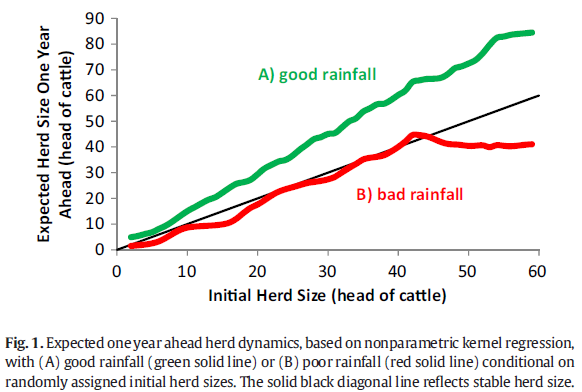 90
80
70
60
50
40
30
20
10
0
Expected Herd Size One Year
Ahead (head of cattle)
A) good rainfall
B) bad rainfall
0 10 20 30 40 50 60
Initial Herd Size (head of cattle)
Fig. 1. Expected one year ahead herd dynamics, based on nonparametric kernel regression,
with (A) good rainfall (green solid line) or (B) poor rainfall (red solid line) conditional on
randomly assigned initial herd sizes. The solid black diagonal line reflects stable herd size.